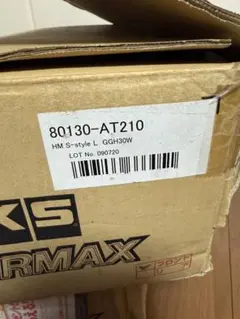 80130-AT210
HM S-style L GGH30W
LOT No. 090720
KS
RMAX